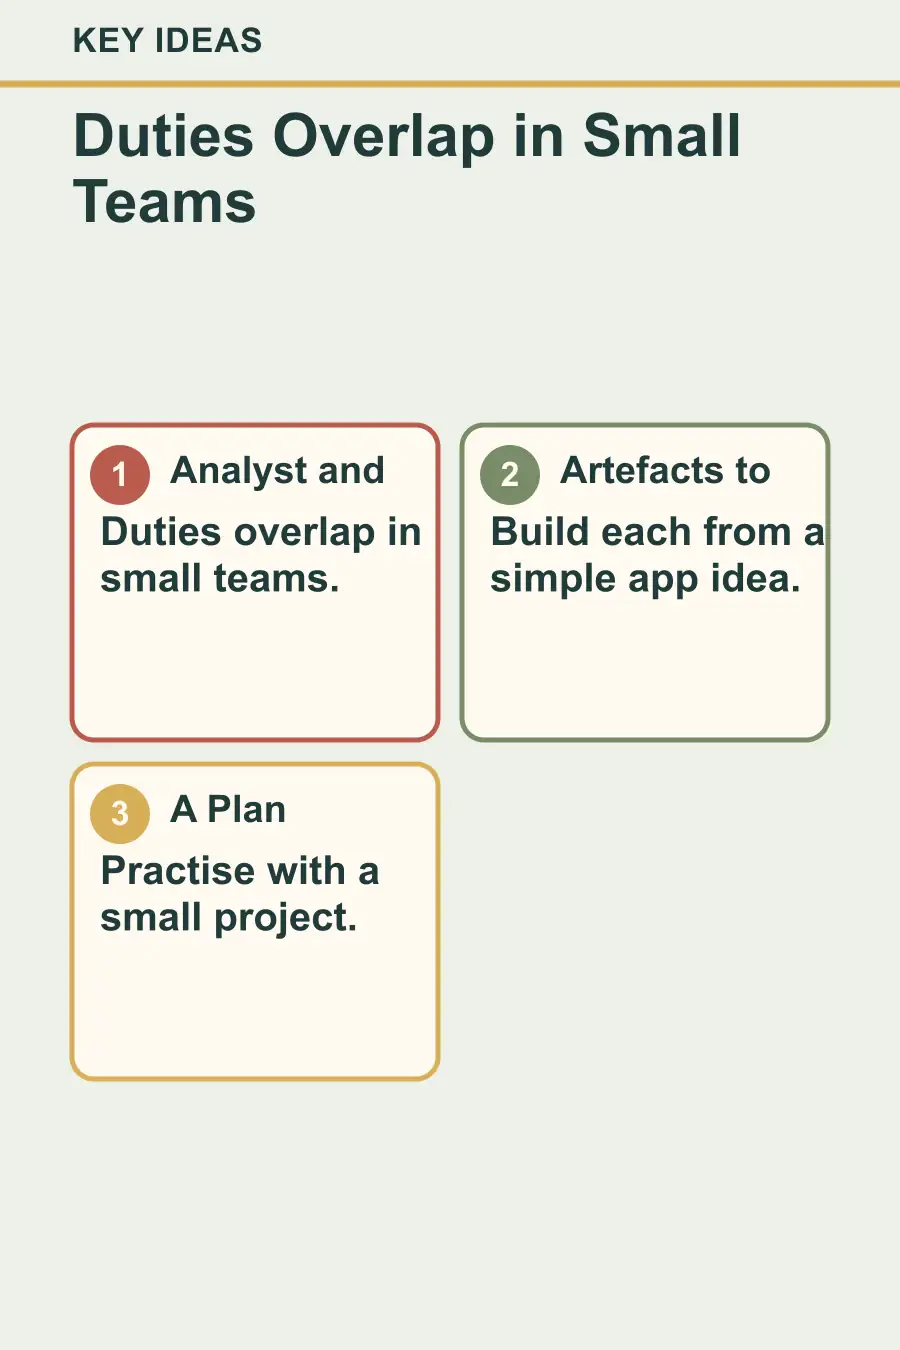 KEY IDEAS
Duties Overlap in Small
Teams
1 Analyst and
Duties overlap in
small teams.
2 Artefacts to
Build each from a
simple app idea.
3 A Plan
Practise with a
small project.